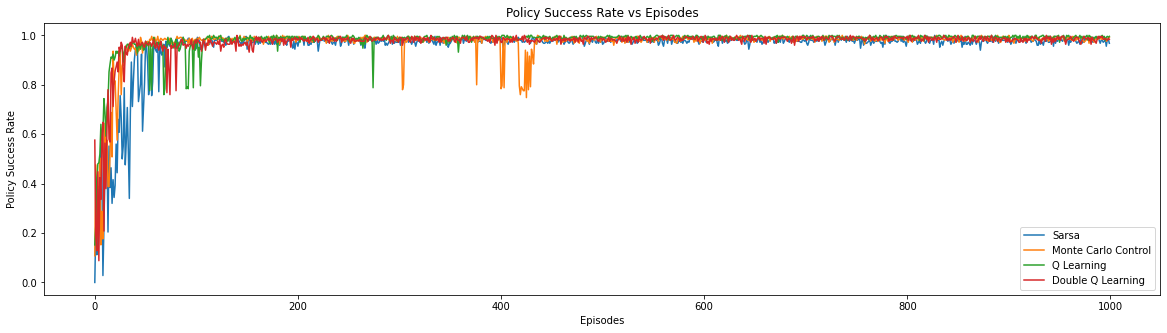 Policy Success Rate vs Episodes
Policy Success Rate
1.0
0.8
0.6
0.4
0.2
0.0
0
200
400
600
800
1000
Episodes
Sarsa
Monte Carlo Control
Q Learning
Double Q Learning